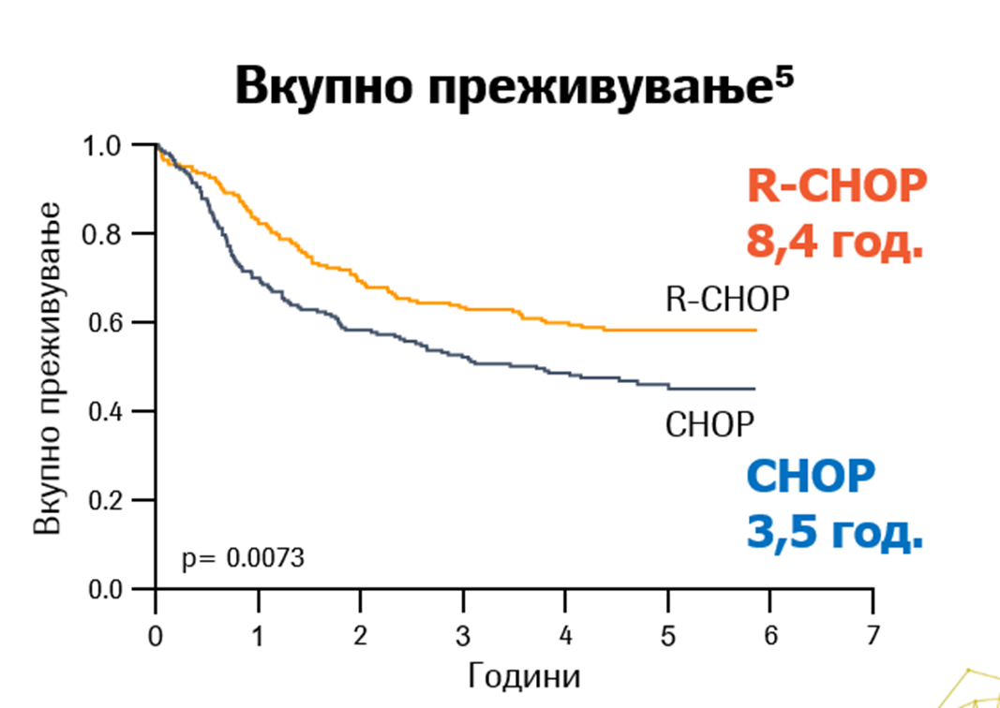 Вкупно преживување⁵
Вкупно преживување
1.0
0.8
0.6
0.4
0.2
0.0
R-CHOP
8,4 год.
R-CHOP
CHOP
CHOP
3,5 год.
p= 0.0073
0 1 2 3 4 5 6 7
Години